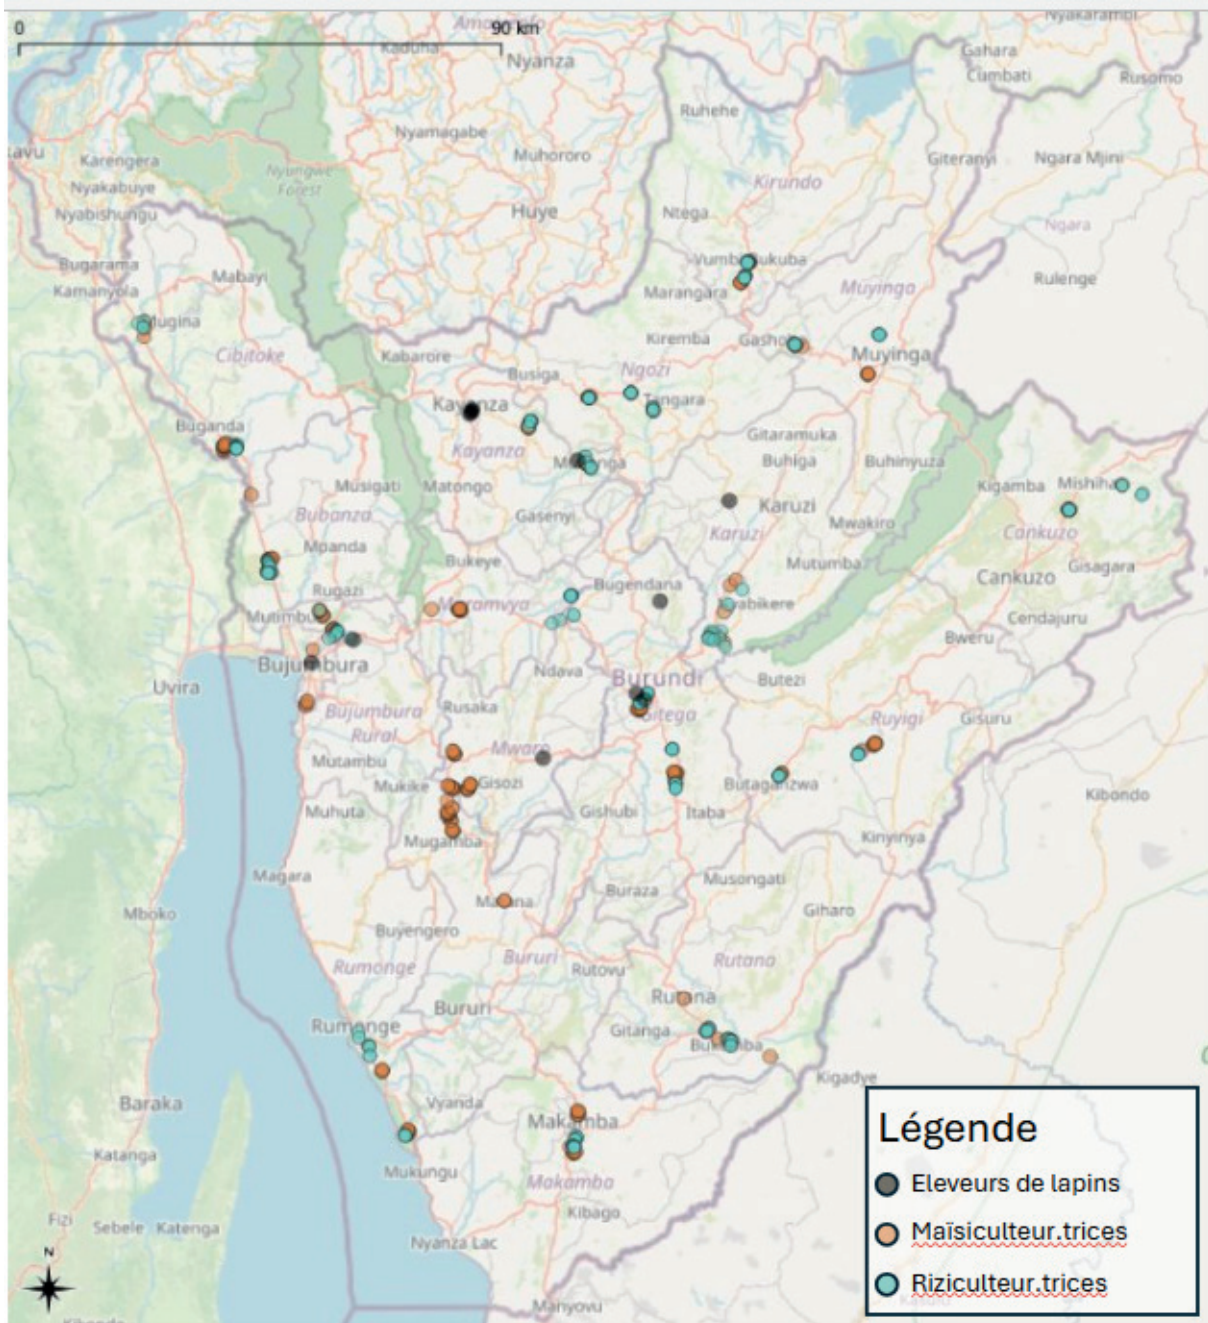 0
90 km
Kaduha
Nyanza
Nyakarambi
Gahara
Cumbati
Rusomo
Ruhehe
Nyamagabe
Muhororo
Karengera
Nyungwe
Forest
Giteranyi
Ngara Mjini
Nyakabuye
Kirundo
Nyabishungu
Huye
Ntega
Ngara
Bugarama
Mabayi
Rulenge
Kamanyola
Marangara
Muyinga
Mugina
Kiremba
Cibitoke
Kabarore
Muyinga
Busiga
Ngozi
Tangara
Kayanza
Buganda
Gitaramuka
Kayanza
Buhiga
Buhinyuza
Musigati
Matongo
Kigamba
Bubanza
Gasenyi
Karuzi
Mwakiro
Karuzi
Cankuzo
Mpanda
Bukeye
Mutumba
Gisagara
Rugazi
Bugendana
Cankuzo
Nyabikere
Cendajuru
Bweru
Bujumbura
Ndava
Burundi
Butezi
Uvira
Bujumbura
Rural
Rusaka
Gitega
Ruyigi
Gisuru
Mwaro
Mutambu
Mukike
Gisozi
Butaganzwa
Kibondo
Muhuta
Gishubi
Itaba
Mugamba
Kinyinya
Magara
Musongati
Buraza
Mboko
Giharo
Buyengero
Rumonge
Bururi
Rutovu
Rutana
Rutana
Bururi
Rumonge
Gitanga
Kigadye
Baraka
Vyanda
Makamba
Katanga
Mukungu
Makamba
Fizi
Sebele
Katenga
Kibago
Nyanza Lac
N
Manyovu
Légende
Eleveurs de lapins
Maïsiculteur.trices
Riziculteur.trices